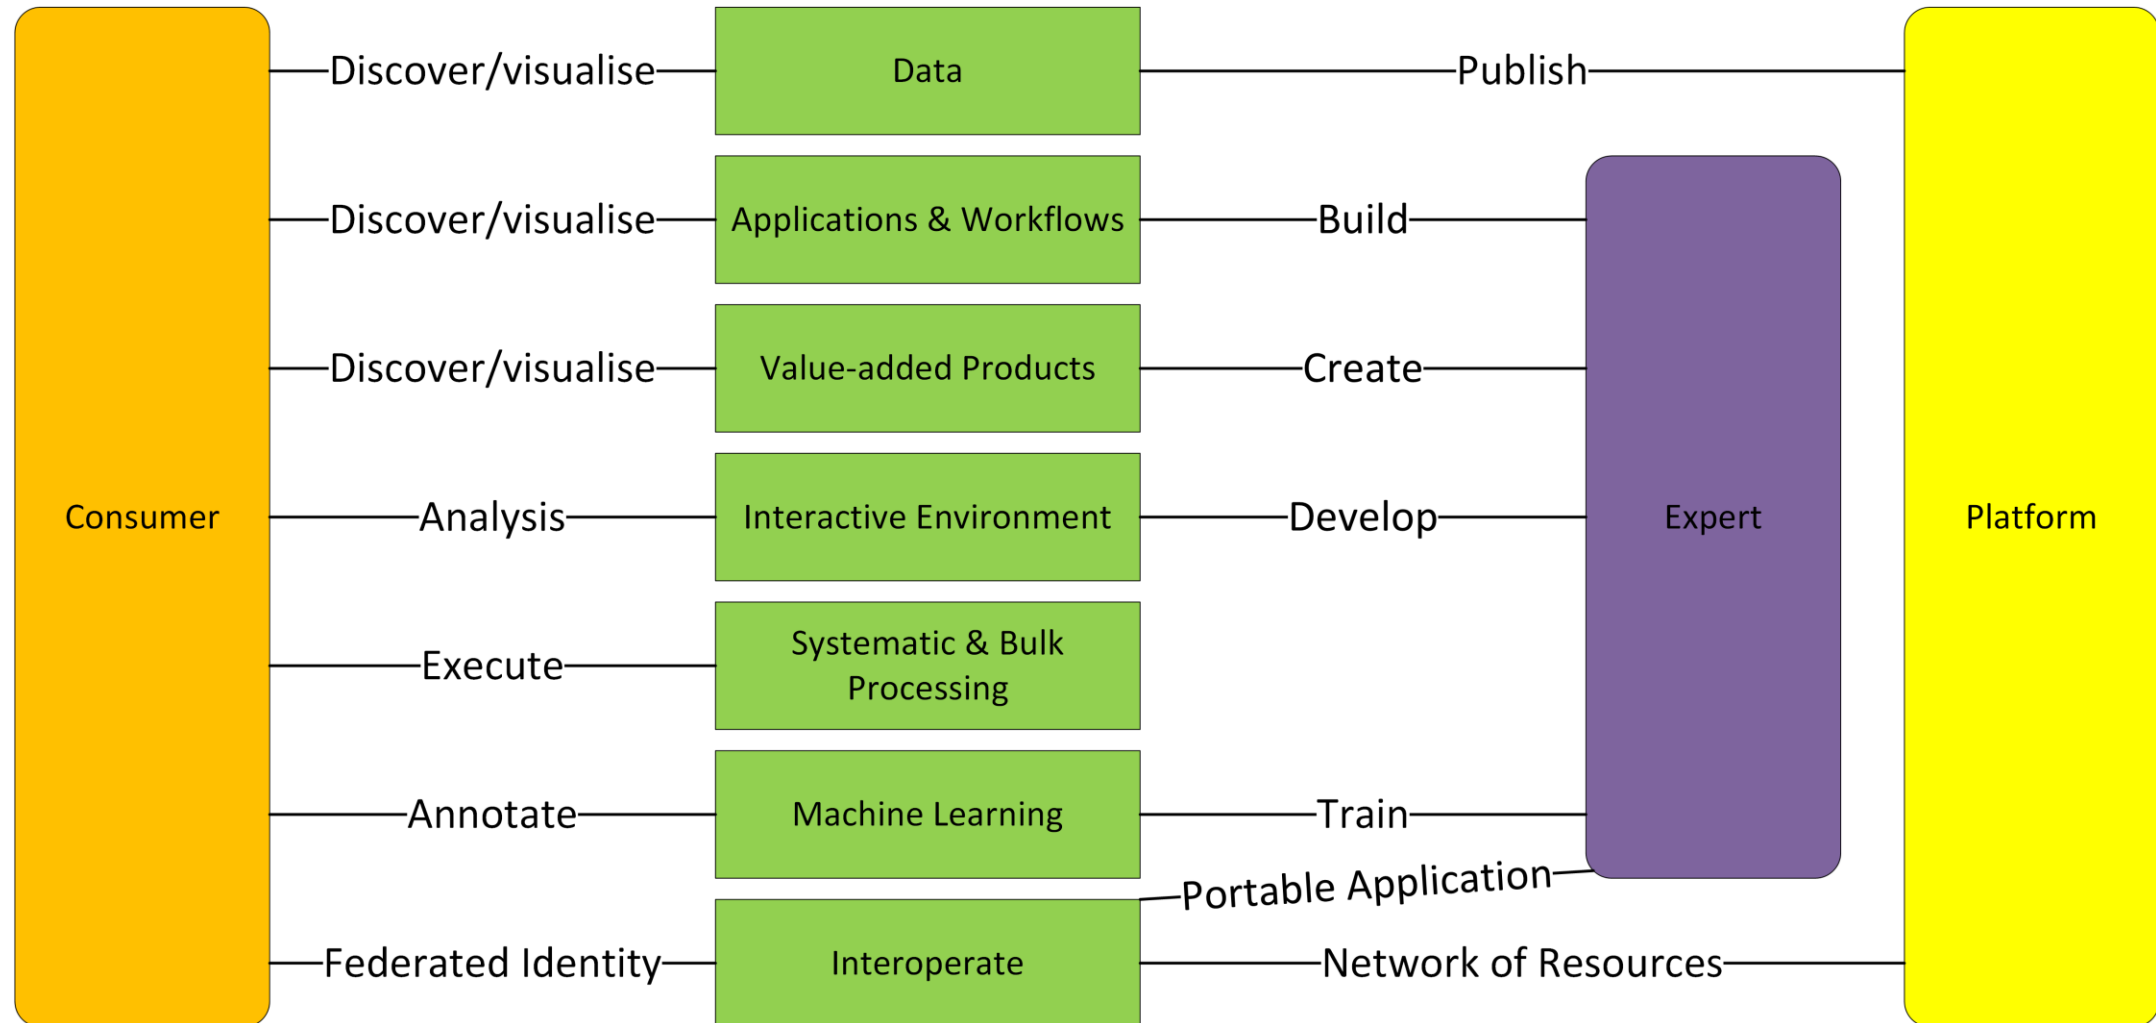 Discover/visualise
Data
Publish
Discover/visualise
Applications & Workflows
Build
Discover/visualise
Value-added Products
Create
Consumer
Analysis
Interactive Environment
Develop
Expert
Platform
Execute
Systematic & Bulk
Processing
Annotate
Machine Learning
Train
Portable Application
Federated Identity
Interoperate
Network of Resources